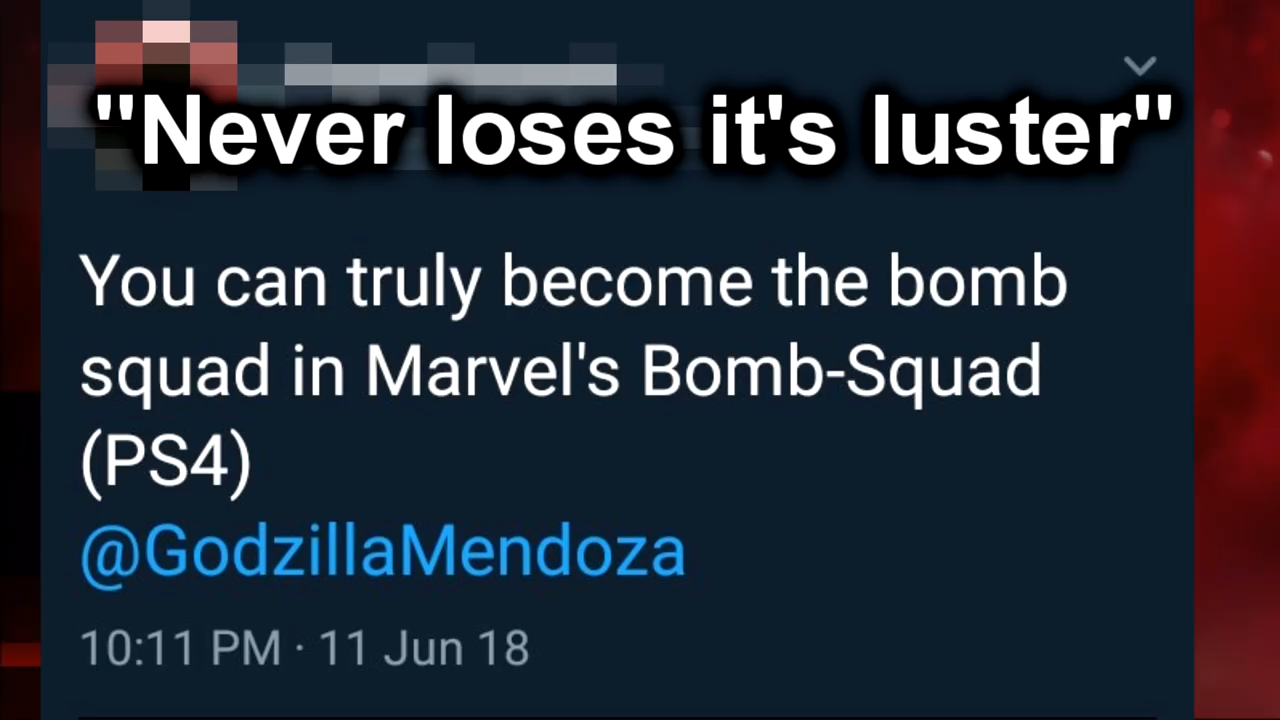 "Never loses it's luster"
You can truly become the bomb
squad in Marvel's Bomb-Squad
(PS4)
@GodzillaMendoza
10:11 PM · 11 Jun 18